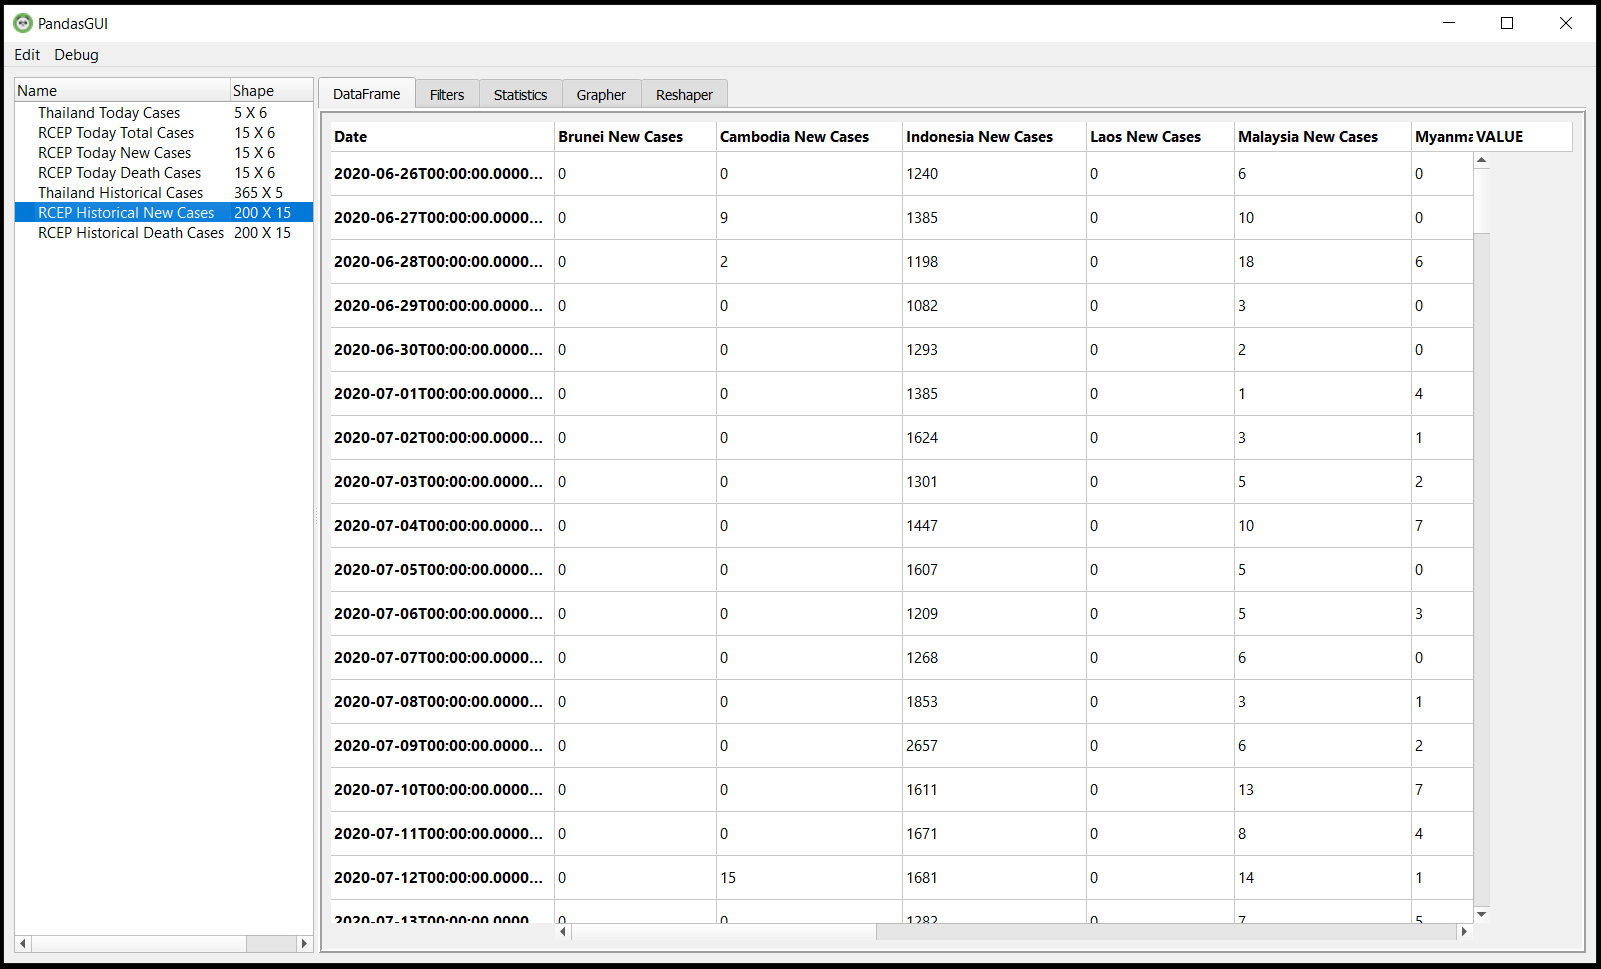 PandasGUI
Edit Debug
Name Shape
Thailand Today Cases 5 X 6
RCEP Today Total Cases 15 X 6
RCEP Today New Cases 15 X 6
RCEP Today Death Cases 15 X 6
Thailand Historical Cases 365 X 5
RCEP Historical New Cases 200 X 15
RCEP Historical Death Cases 200 X 15
DataFrame Filters Statistics Grapher Reshaper
Date Brunei New Cases Cambodia New Cases Indonesia New Cases Laos New Cases Malaysia New Cases Myanma VALUE
2020-06-26T00:00:00.0000... 0 0 1240 0 6 0
2020-06-27T00:00:00.0000... 0 9 1385 0 10 0
2020-06-28T00:00:00.0000... 0 2 1198 0 18 6
2020-06-29T00:00:00.0000... 0 0 1082 0 3 0
2020-06-30T00:00:00.0000... 0 0 1293 0 2 0
2020-07-01T00:00:00.0000... 0 0 1385 0 1 4
2020-07-02T00:00:00.0000... 0 0 1624 0 3 1
2020-07-03T00:00:00.0000... 0 0 1301 0 5 2
2020-07-04T00:00:00.0000... 0 0 1447 0 10 7
2020-07-05T00:00:00.0000... 0 0 1607 0 5 0
2020-07-06T00:00:00.0000... 0 0 1209 0 5 3
2020-07-07T00:00:00.0000... 0 0 1268 0 6 0
2020-07-08T00:00:00.0000... 0 0 1853 0 3 1
2020-07-09T00:00:00.0000... 0 0 2657 0 6 2
2020-07-10T00:00:00.0000... 0 0 1611 0 13 7
2020-07-11T00:00:00.0000... 0 0 1671 0 8 4
2020-07-12T00:00:00.0000... 0 15 1681 0 14 1
2020-07-13T00:00:00.0000... 0 0 1282 0 7 5